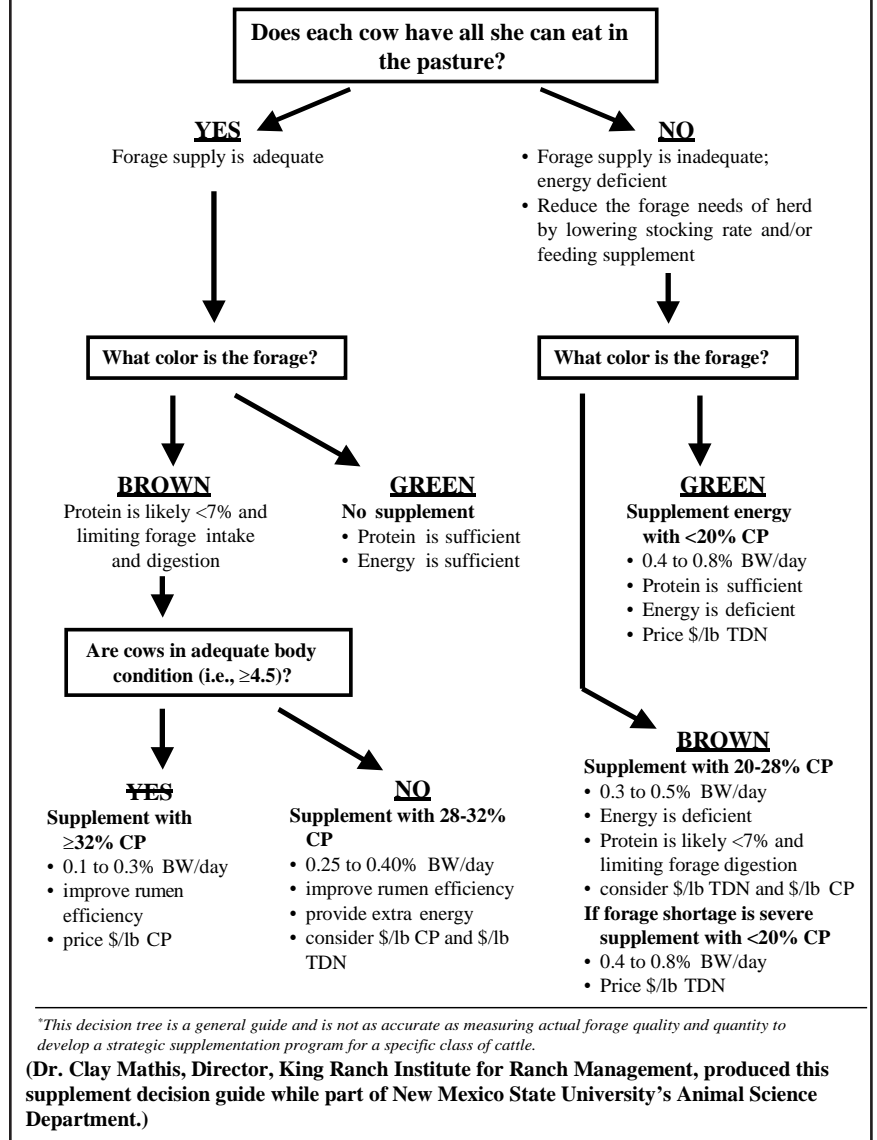 Does each cow have all she can eat in
the pasture?
YES
Forage supply is adequate
NO
• Forage supply is inadequate;
energy deficient
• Reduce the forage needs of herd
by lowering stocking rate and/or
feeding supplement
What color is the forage?
What color is the forage?
BROWN
Protein is likely <7% and
limiting forage intake
and digestion
GREEN
No supplement
• Protein is sufficient
• Energy is sufficient
GREEN
Supplement energy
with <20% CP
• 0.4 to 0.8% BW/day
• Protein is sufficient
• Energy is deficient
• Price $/lb TDN
Are cows in adequate body
condition (i.e., ≥4.5)?
YES
Supplement with
≥32% CP
• 0.1 to 0.3% BW/day
• improve rumen
efficiency
• price $/lb CP
NO
Supplement with 28-32%
CP
• 0.25 to 0.40% BW/day
• improve rumen efficiency
• provide extra energy
• consider $/lb CP and $/lb
TDN
BROWN
Supplement with 20-28% CP
• 0.3 to 0.5% BW/day
• Energy is deficient
• Protein is likely <7% and
limiting forage digestion
• consider $/lb TDN and $/lb CP
If forage shortage is severe
supplement with <20% CP
• 0.4 to 0.8% BW/day
• Price $/lb TDN
*This decision tree is a general guide and is not as accurate as measuring actual forage quality and quantity to
develop a strategic supplementation program for a specific class of cattle.
(Dr. Clay Mathis, Director, King Ranch Institute for Ranch Management, produced this
supplement decision guide while part of New Mexico State University’s Animal Science
Department.)